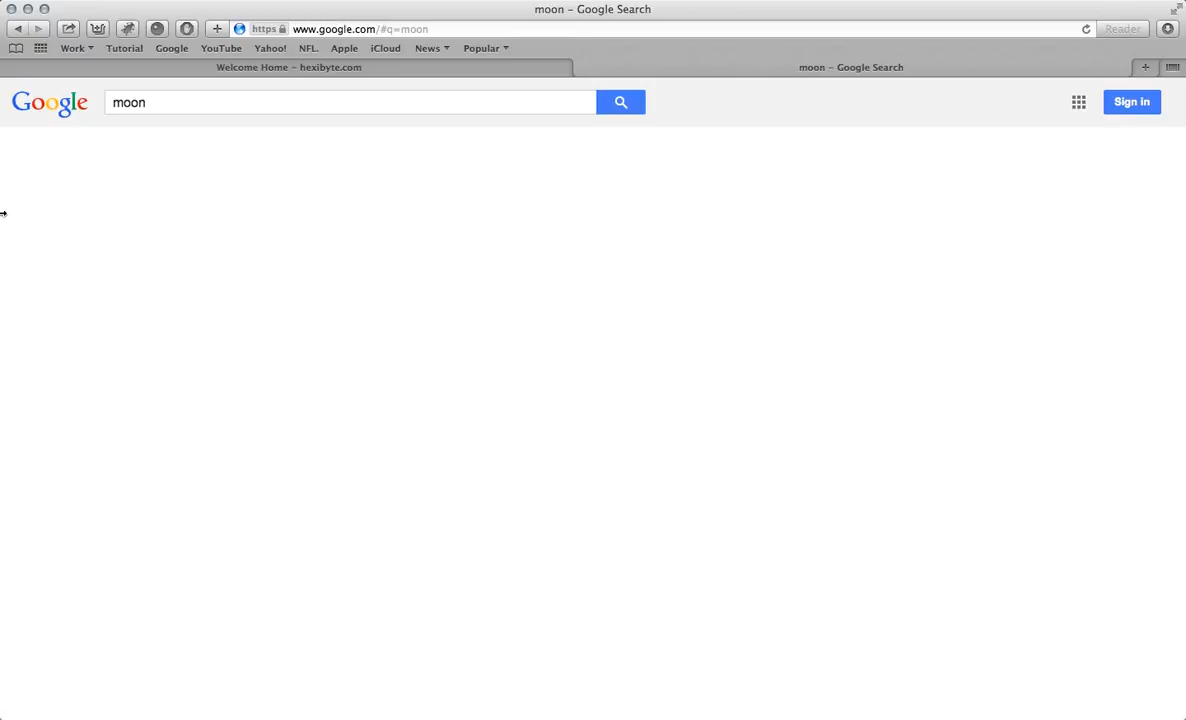 moon – Google Search
https www.google.com/#q=moon Reader
Work Tutorial Google YouTube Yahoo! NFL. Apple iCloud News Popular
Welcome Home – hexibyte.com moon – Google Search
Google moon Sign in